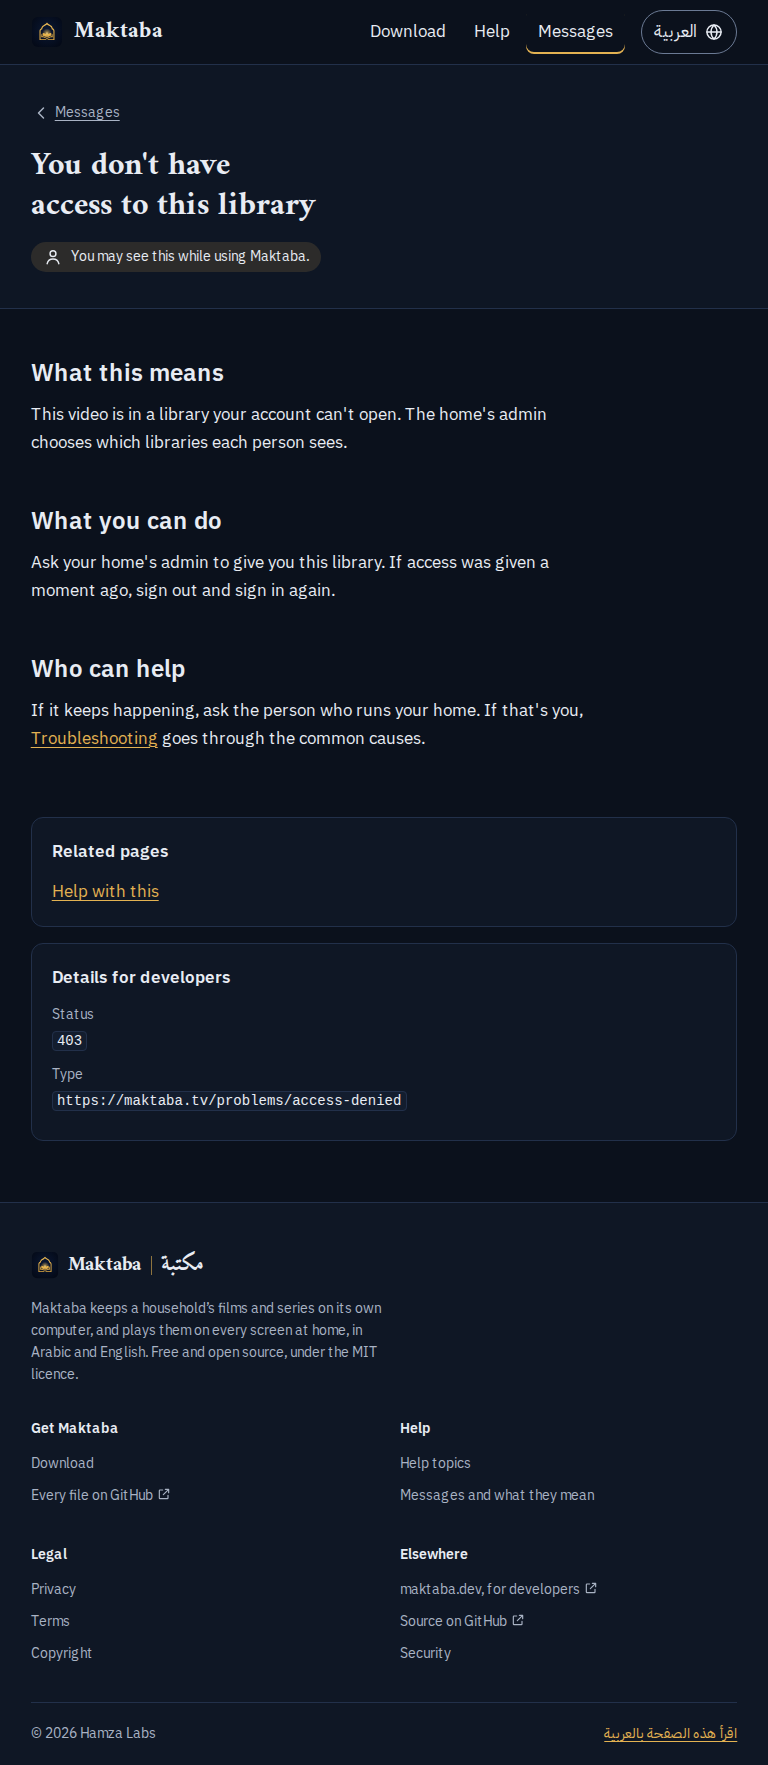 Maktaba
Download
Help
Messages
العربية
Messages
You don't have
access to this library
You may see this while using Maktaba.
What this means
This video is in a library your account can't open. The home's admin
chooses which libraries each person sees.
What you can do
Ask your home's admin to give you this library. If access was given a
moment ago, sign out and sign in again.
Who can help
If it keeps happening, ask the person who runs your home. If that's you,
Troubleshooting goes through the common causes.
Related pages
Help with this
Details for developers
Status
403
Type
https://maktaba.tv/problems/access-denied
Maktaba | مكتبة
Maktaba keeps a household’s films and series on its own
computer, and plays them on every screen at home, in
Arabic and English. Free and open source, under the MIT
licence.
Get Maktaba
Download
Every file on GitHub
Help
Help topics
Messages and what they mean
Legal
Privacy
Terms
Copyright
Elsewhere
maktaba.dev, for developers
Source on GitHub
Security
© 2026 Hamza Labs
اقرأ هذه الصفحة بالعربية